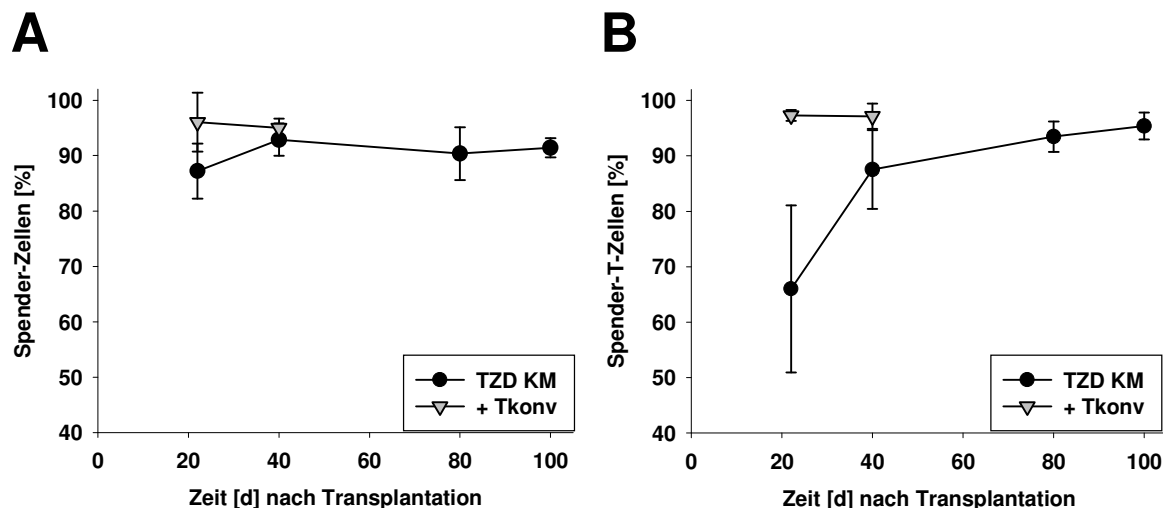 A
Spender-Zellen [%]
100
90
80
70
60
50
40
0 20 40 60 80 100
Zeit [d] nach Transplantation
TZD KM
+ Tkonv
B
Spender-T-Zellen [%]
100
90
80
70
60
50
40
0 20 40 60 80 100
Zeit [d] nach Transplantation
TZD KM
+ Tkonv